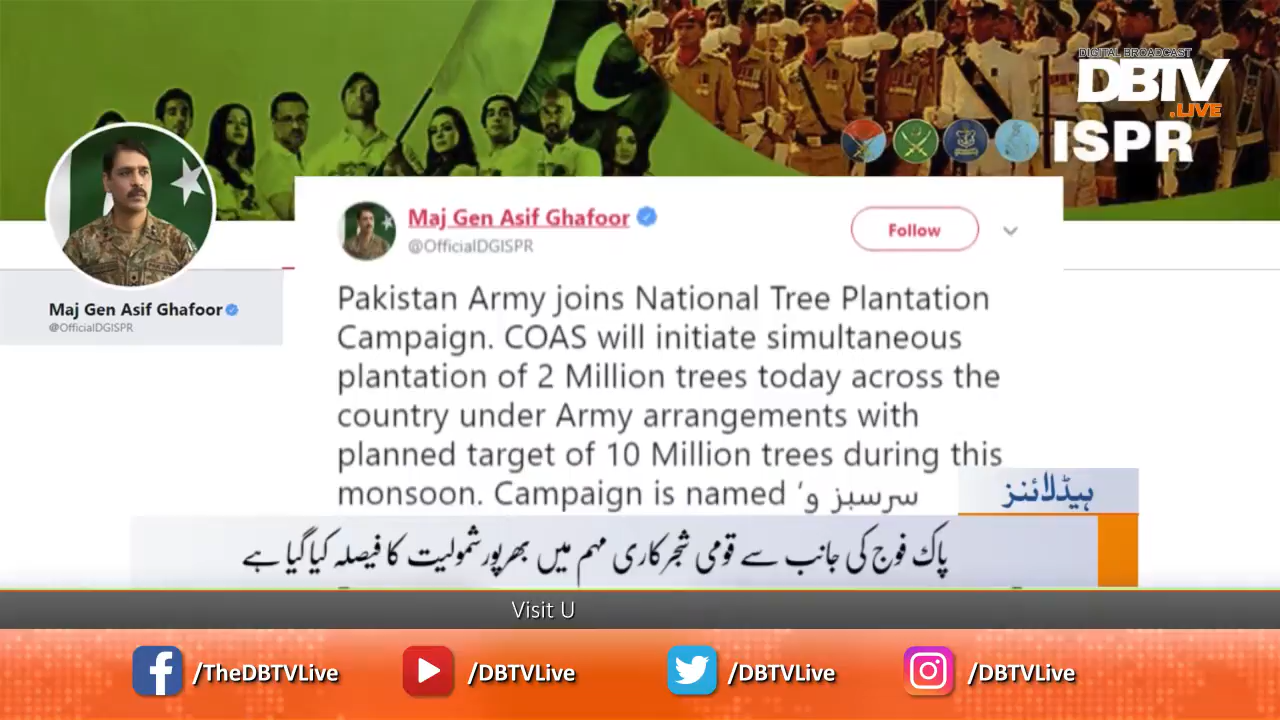 DIGITAL BROADCAST
DBTV
.LIVE
ISPR
Maj Gen Asif Ghafoor
@OfficialDGISPR
Follow
Maj Gen Asif Ghafoor
@OfficialDGISPR
Pakistan Army joins National Tree Plantation
Campaign. COAS will initiate simultaneous
plantation of 2 Million trees today across the
country under Army arrangements with
planned target of 10 Million trees during this
monsoon. Campaign is named ‘سرسبز و
ہیڈلائنز
پاک فوج کی جانب سے قومی شجرکاری مہم میں بھرپور شمولیت کا فیصلہ کیا گیا ہے
Visit U
/TheDBTVLive
/DBTVLive
/DBTVLive
/DBTVLive